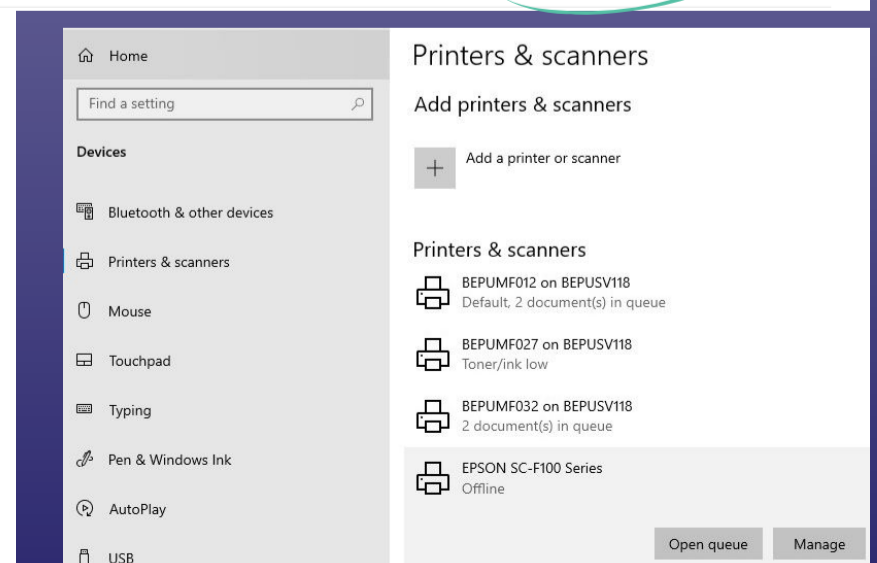 Home
Find a setting
Devices
Bluetooth & other devices
Printers & scanners
Mouse
Touchpad
Typing
Pen & Windows Ink
AutoPlay
USB
Printers & scanners
Add printers & scanners
Add a printer or scanner
Printers & scanners
BEPUMF012 on BEPUSV118
Default, 2 document(s) in queue
BEPUMF027 on BEPUSV118
Toner/ink low
BEPUMF032 on BEPUSV118
2 document(s) in queue
EPSON SC-F100 Series
Offline
Open queue
Manage